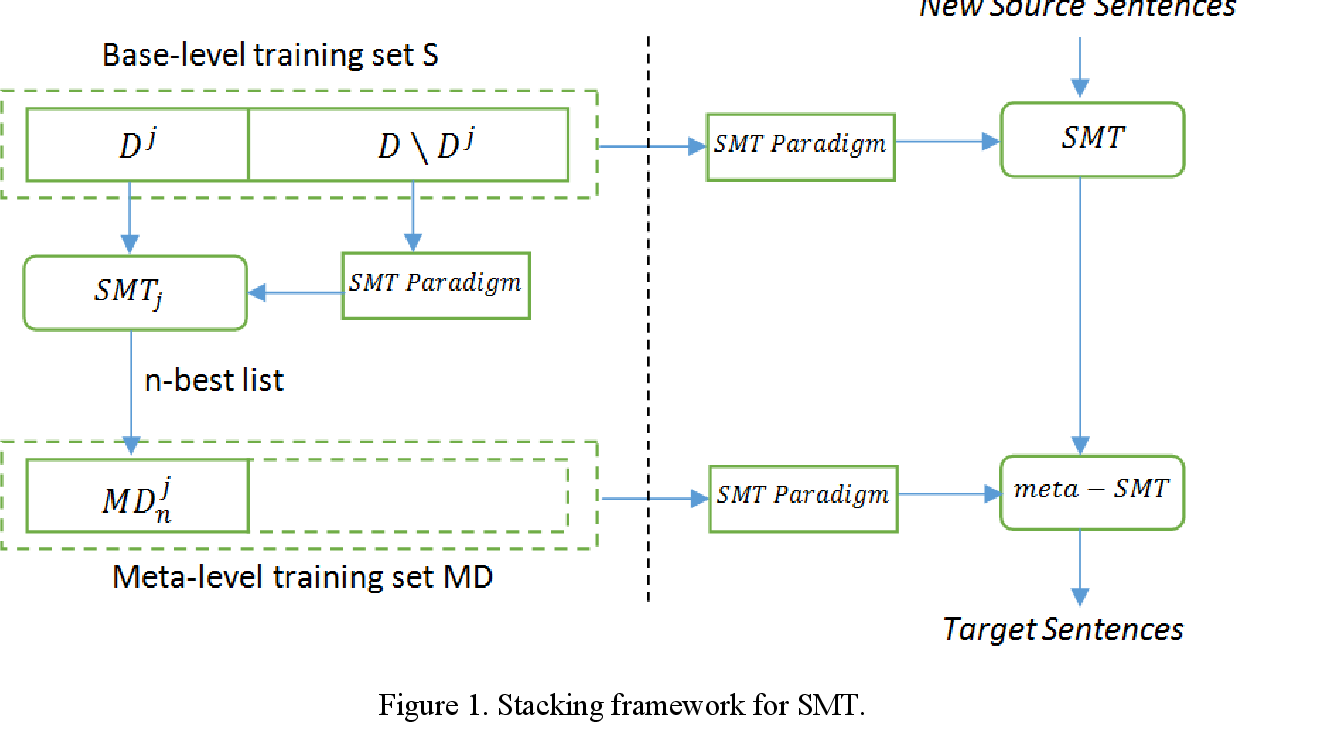 New Source Sentences
Base-level training set S
D^j
D \ D^j
SMT Paradigm
SMT
SMT_j
SMT Paradigm
n-best list
MD_n^j
SMT Paradigm
meta − SMT
Meta-level training set MD
Target Sentences
Figure 1. Stacking framework for SMT.